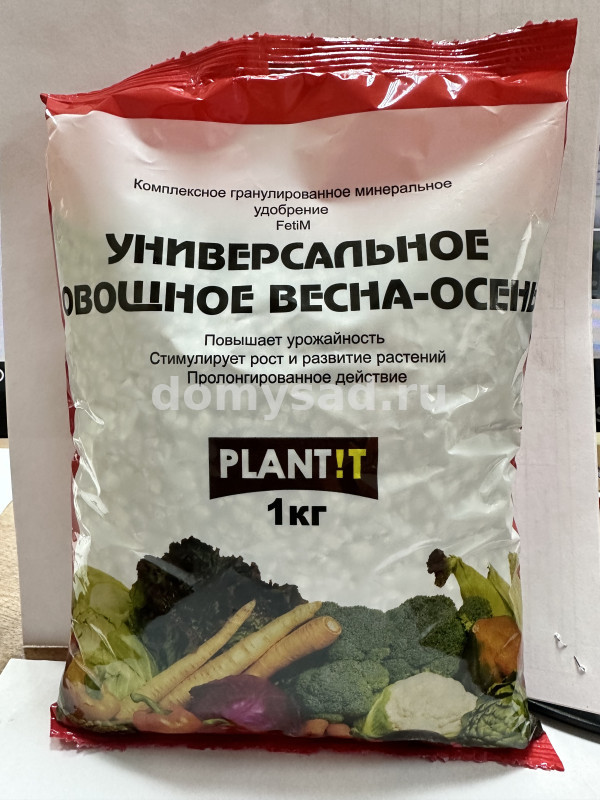 Комплексное гранулированное минеральное
удобрение
FetiM
УНИВЕРСАЛЬНОЕ
ОВОЩНОЕ ВЕСНА-ОСЕНЬ
Повышает урожайность
Стимулирует рост и развитие растений
Пролонгированное действие
domysad.ru
PLANT!T
1кг